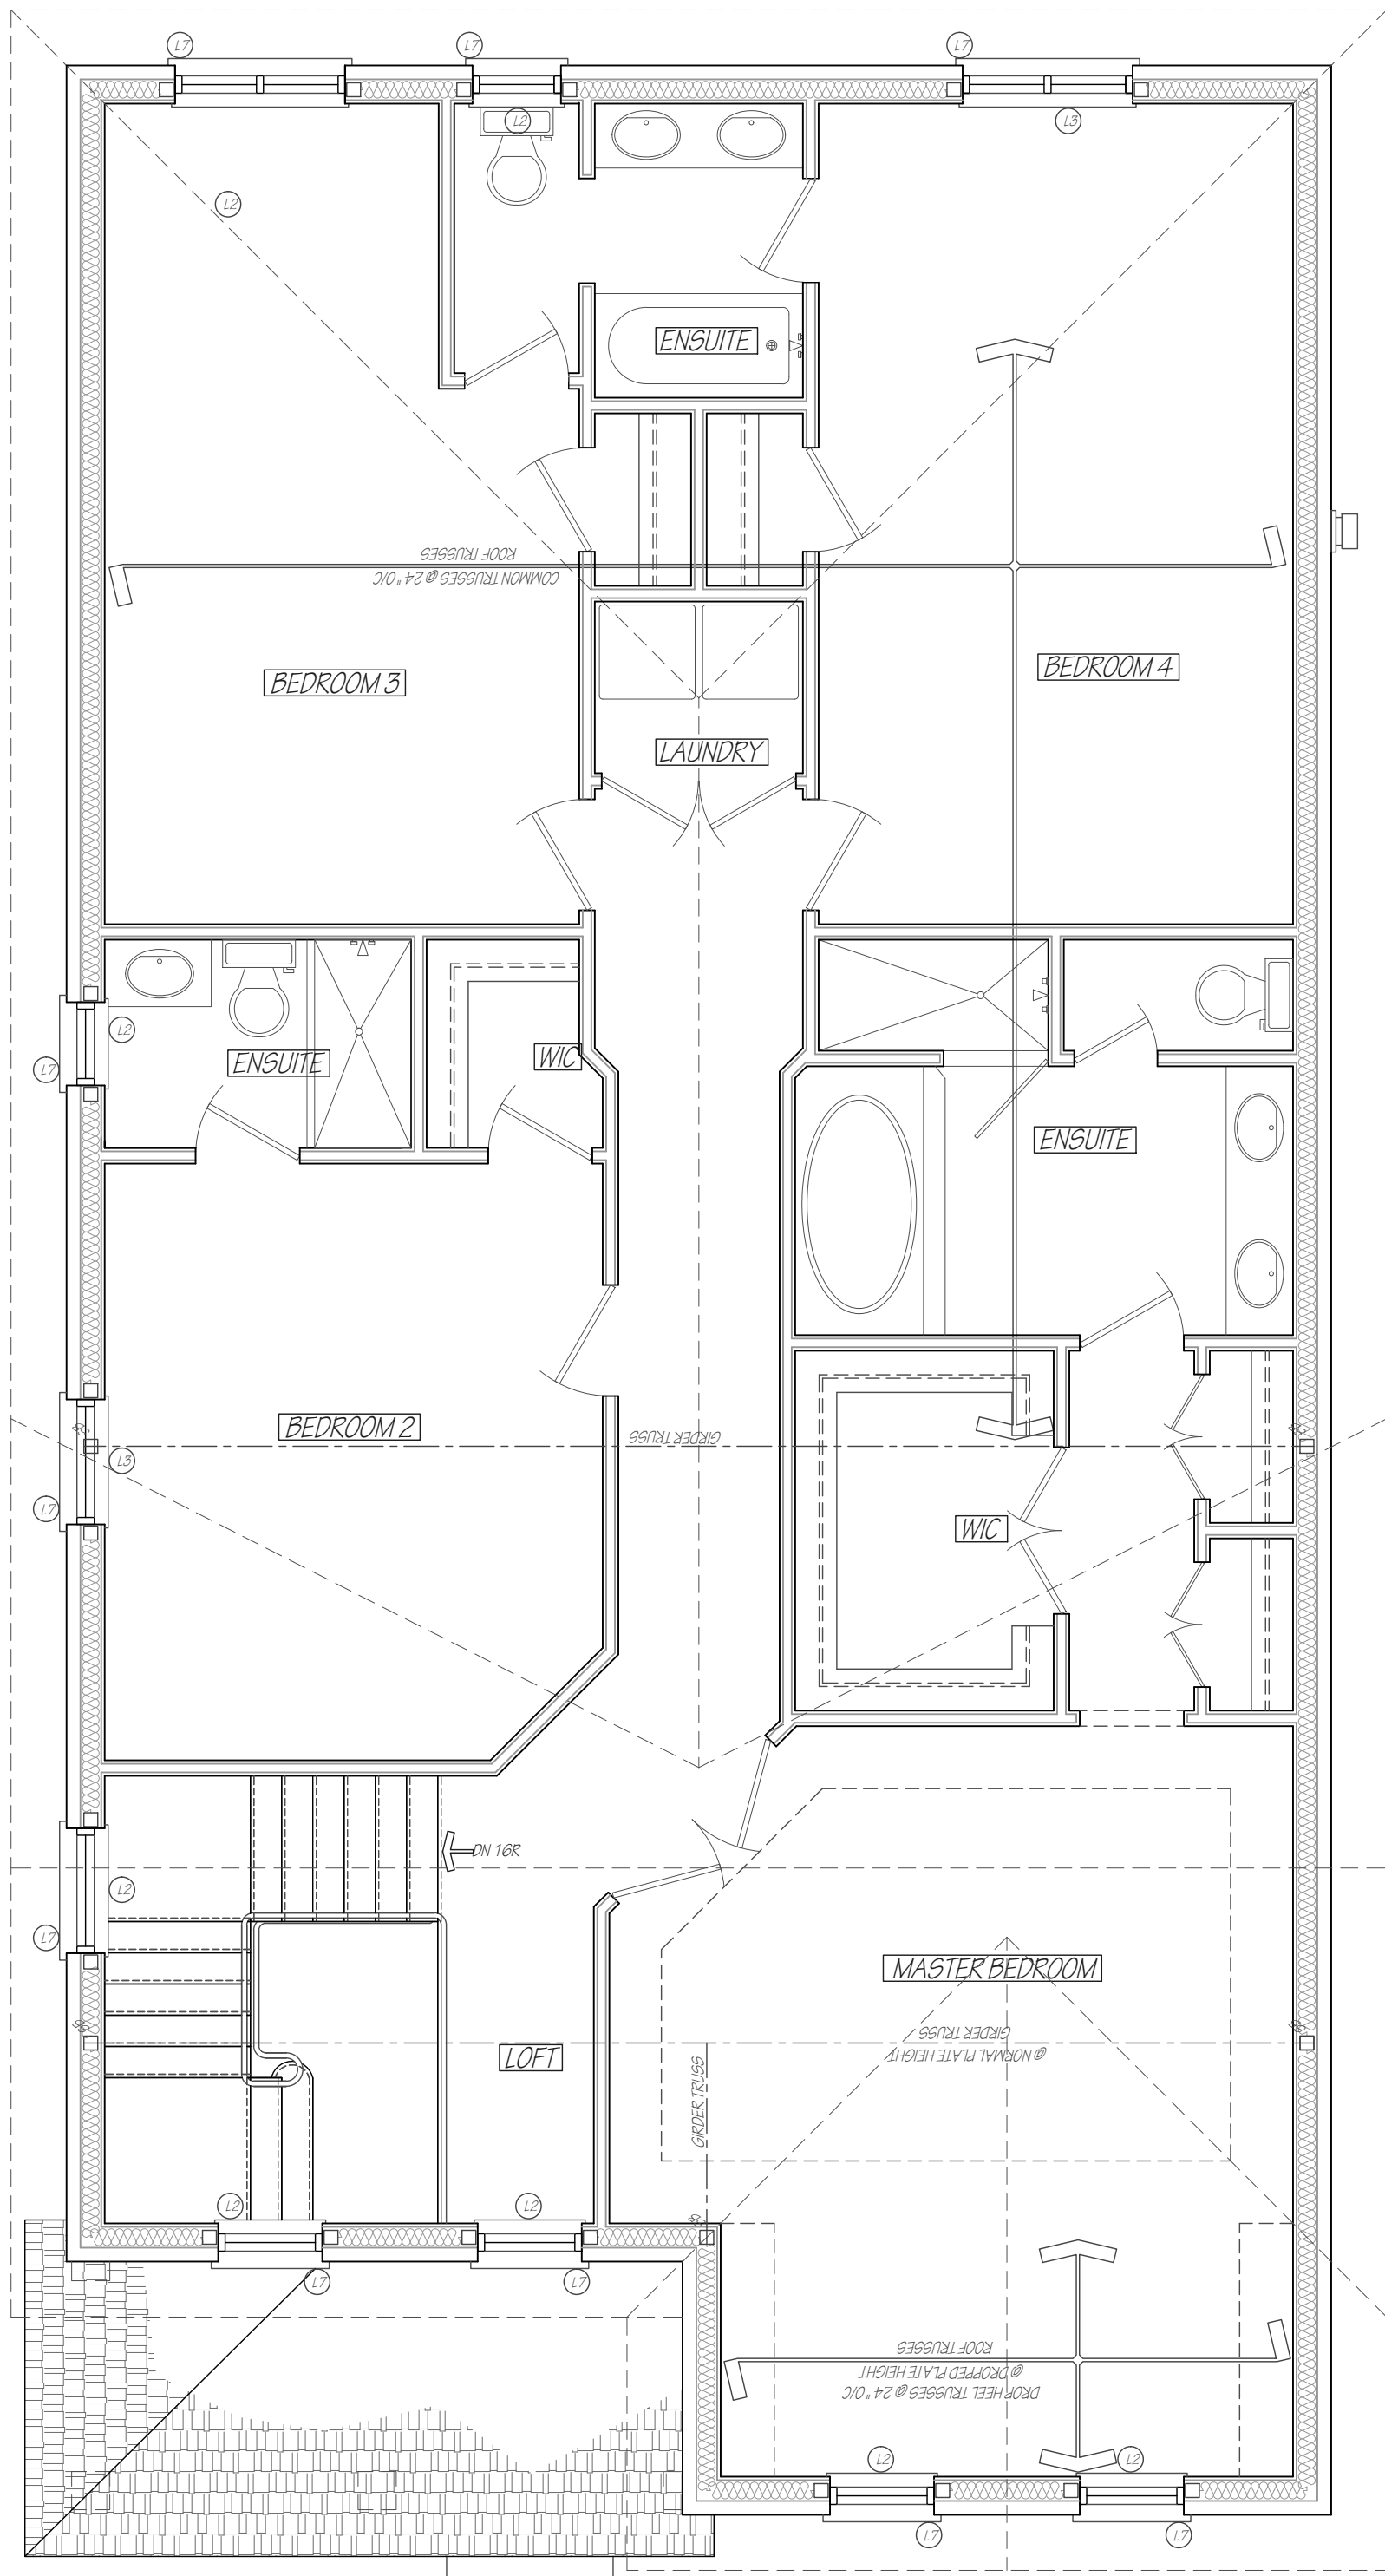 L7
L7
L7
L2
L3
L2
ENSUITE
ROOF TRUSSES
COMMON TRUSSES @ 24" O/C
BEDROOM 3
BEDROOM 4
LAUNDRY
L2
L7
ENSUITE
WIC
ENSUITE
BEDROOM 2
GIRDER TRUSS
L3
L7
WIC
DN 16R
L2
L7
MASTER BEDROOM
GIRDER TRUSS
@ NORMAL PLATE HEIGHT
LOFT
GIRDER TRUSS
L2
L2
L7
L7
ROOF TRUSSES
@ DROPPED PLATE HEIGHT
DROP HEEL TRUSSES @ 24" O/C
L2
L2
L7
L7